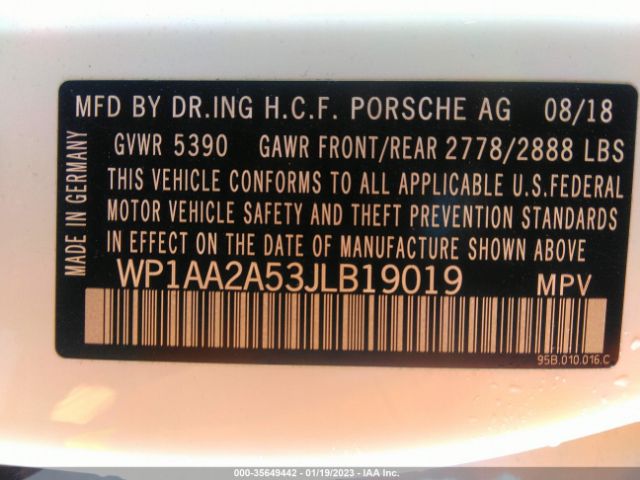 MFD BY DR.ING H.C.F. PORSCHE AG 08/18
GVWR 5390 GAWR FRONT/REAR 2778/2888 LBS
THIS VEHICLE CONFORMS TO ALL APPLICABLE U.S.FEDERAL
MOTOR VEHICLE SAFETY AND THEFT PREVENTION STANDARDS
IN EFFECT ON THE DATE OF MANUFACTURE SHOWN ABOVE
WP1AA2A53JLB19019 MPV
95B.010.016.C
MADE IN GERMANY
000-35649442 - 01/19/2023 - IAA Inc.